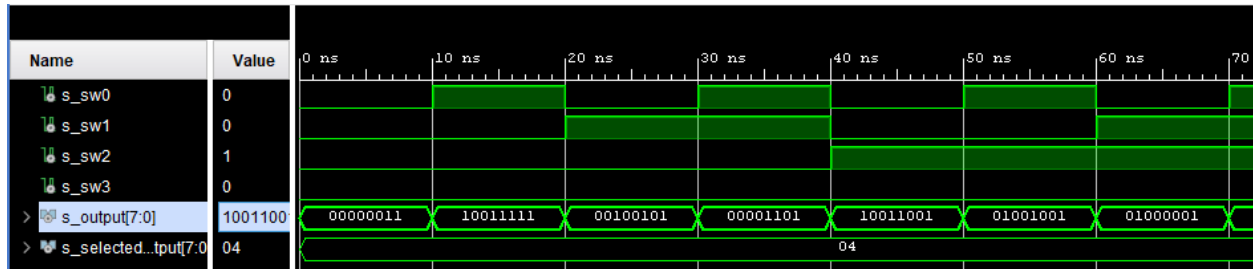 Name Value 0 ns 10 ns 20 ns 30 ns 40 ns 50 ns 60 ns 70
s_sw0 0
s_sw1 0
s_sw2 1
s_sw3 0
s_output[7:0] 10011001 00000011 10011111 00100101 00001101 10011001 01001001 01000001
s_selected...tput[7:0 04 04